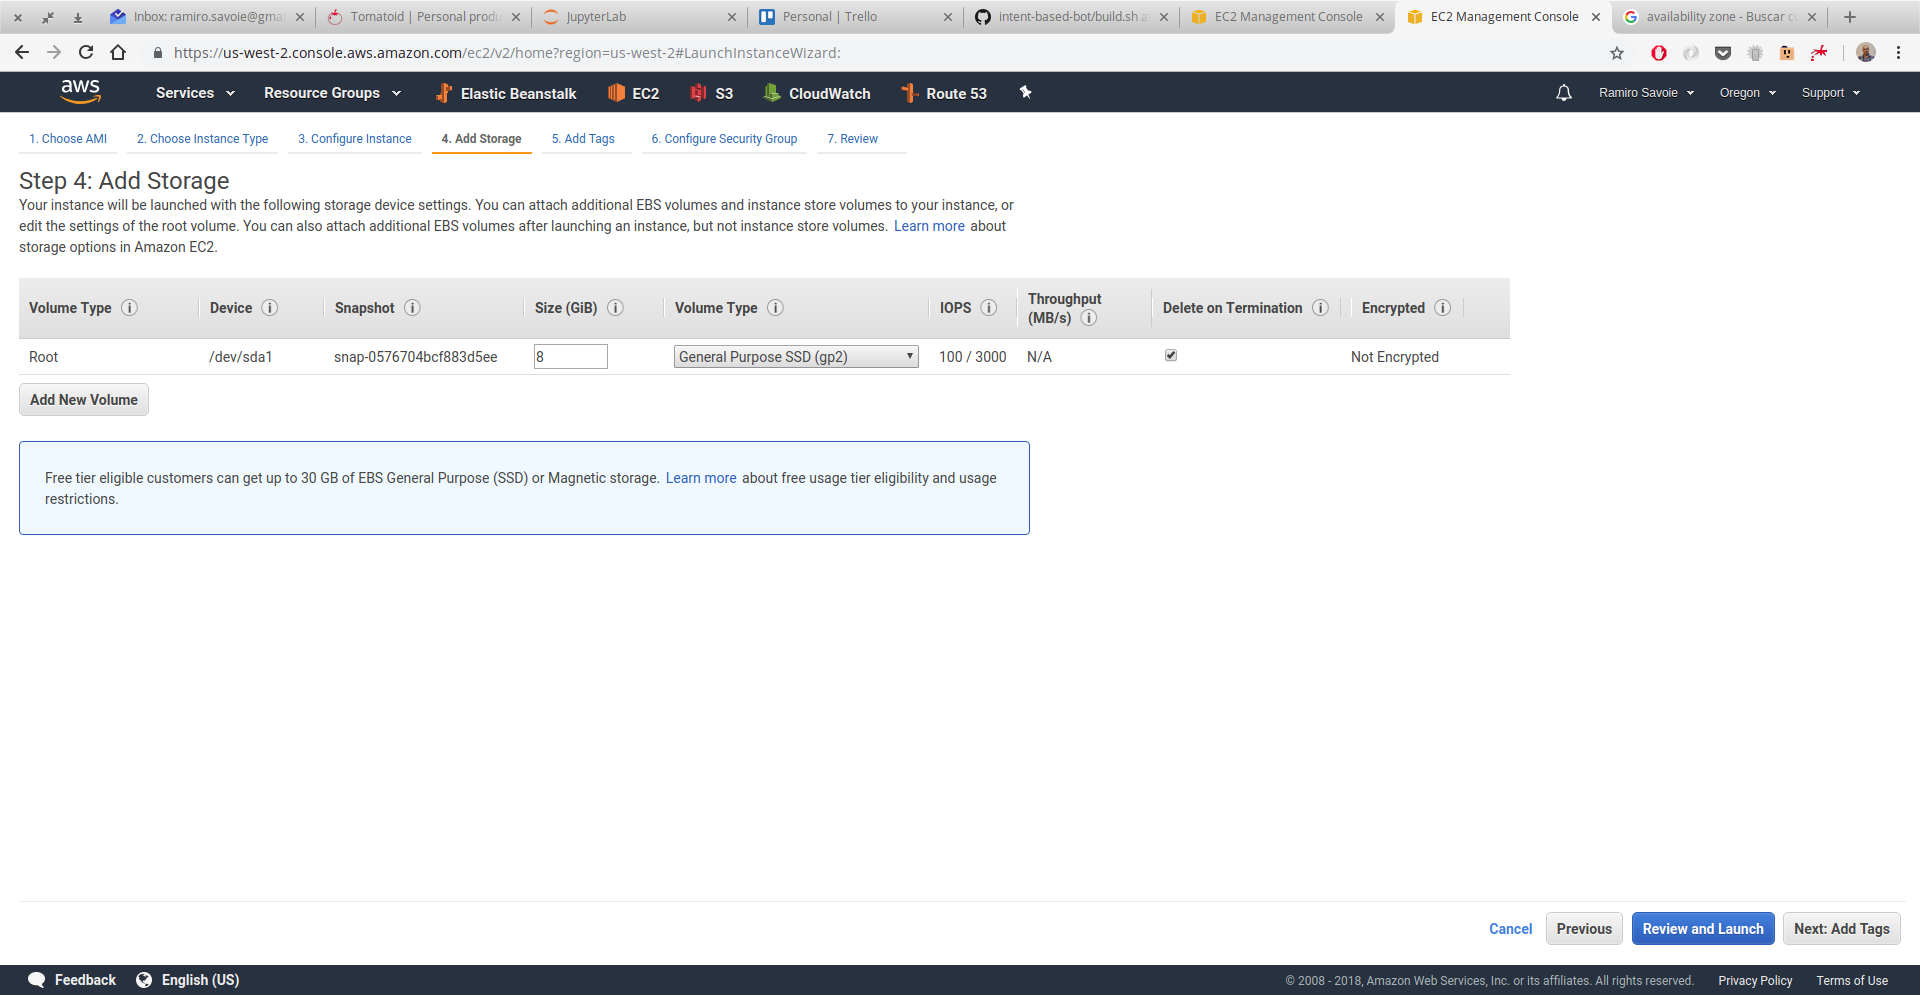 Inbox: ramiro.savoie@gmai
Tomatoid | Personal produ
JupyterLab
Personal | Trello
intent-based-bot/build.sh at
EC2 Management Console
EC2 Management Console
availability zone - Buscar co
https://us-west-2.console.aws.amazon.com/ec2/v2/home?region=us-west-2#LaunchInstanceWizard:
aws
Services
Resource Groups
Elastic Beanstalk
EC2
S3
CloudWatch
Route 53
Ramiro Savoie
Oregon
Support
1. Choose AMI
2. Choose Instance Type
3. Configure Instance
4. Add Storage
5. Add Tags
6. Configure Security Group
7. Review
Step 4: Add Storage
Your instance will be launched with the following storage device settings. You can attach additional EBS volumes and instance store volumes to your instance, or
edit the settings of the root volume. You can also attach additional EBS volumes after launching an instance, but not instance store volumes. Learn more about
storage options in Amazon EC2.
Volume Type
Device
Snapshot
Size (GiB)
Volume Type
IOPS
Throughput
(MB/s)
Delete on Termination
Encrypted
Root
/dev/sda1
snap-0576704bcf883d5ee
8
General Purpose SSD (gp2)
100 / 3000
N/A
Not Encrypted
Add New Volume
Free tier eligible customers can get up to 30 GB of EBS General Purpose (SSD) or Magnetic storage. Learn more about free usage tier eligibility and usage
restrictions.
Cancel
Previous
Review and Launch
Next: Add Tags
Feedback
English (US)
© 2008 - 2018, Amazon Web Services, Inc. or its affiliates. All rights reserved.
Privacy Policy
Terms of Use